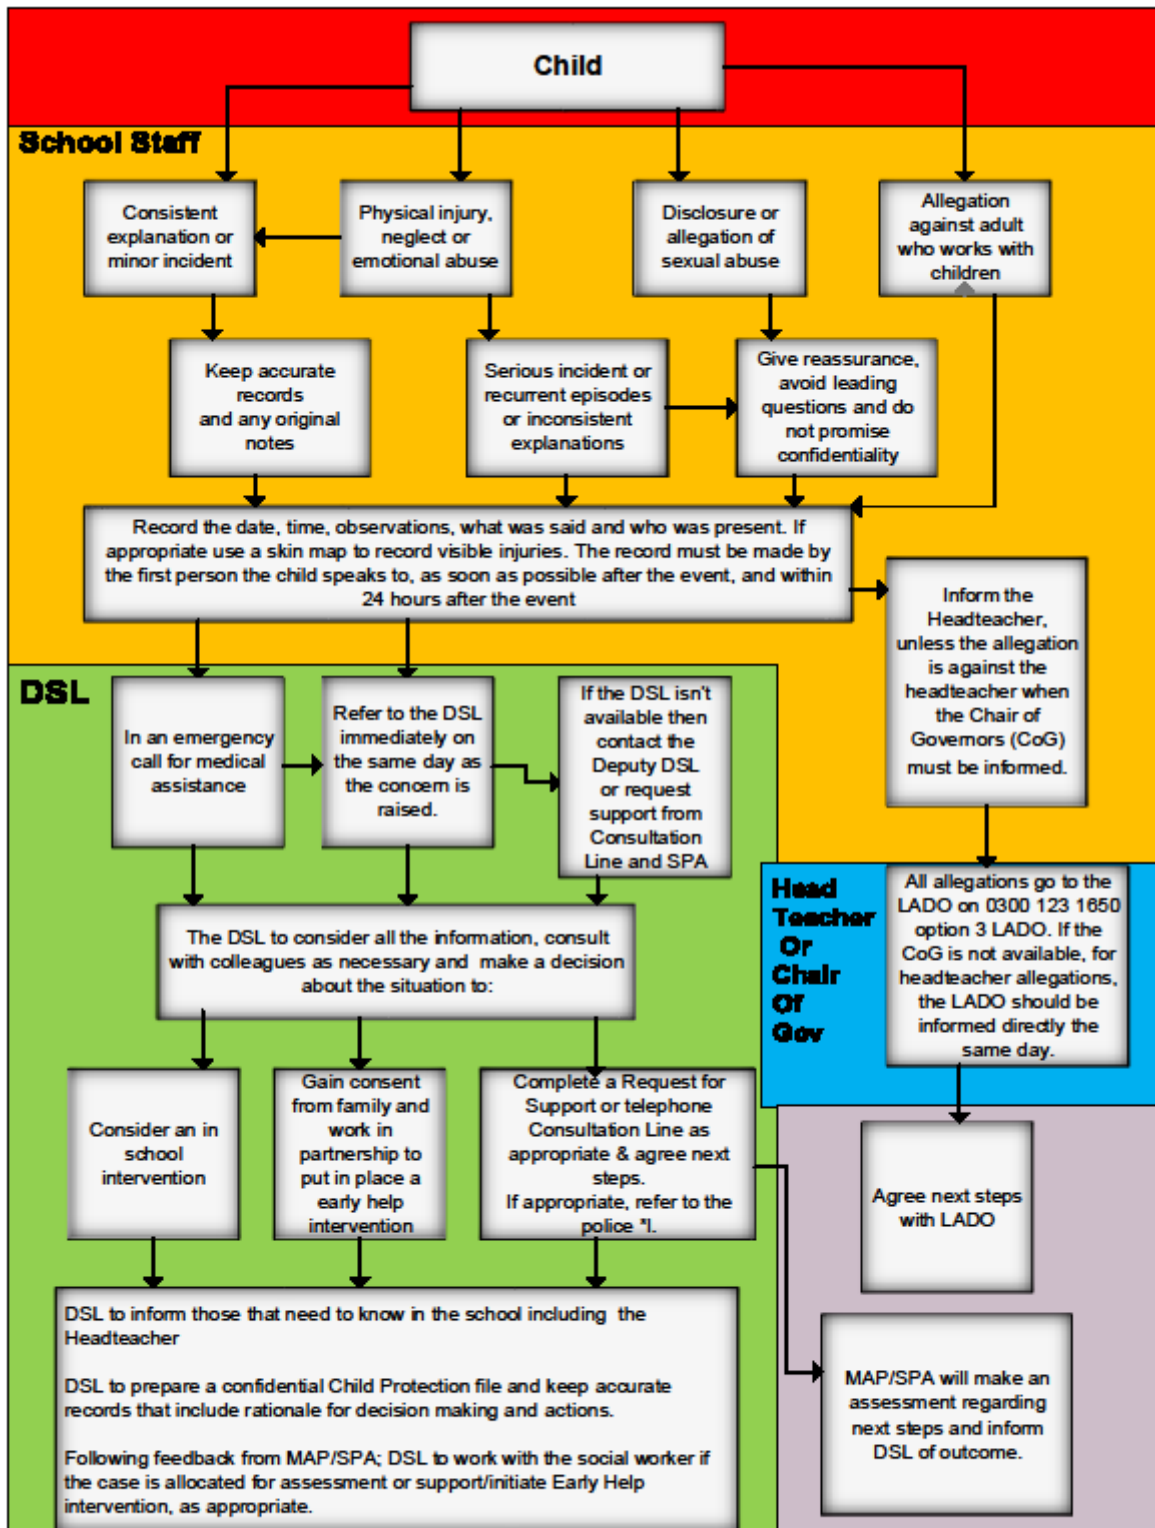 Child
School Staff
Consistent
explanation or
minor incident
Physical injury,
neglect or
emotional abuse
Disclosure or
allegation of
sexual abuse
Allegation
against adult
who works with
children
Keep accurate
records
and any original
notes
Serious incident or
recurrent episodes
or inconsistent
explanations
Give reassurance,
avoid leading
questions and do
not promise
confidentiality
Record the date, time, observations, what was said and who was present. If
appropriate use a skin map to record visible injuries. The record must be made by
the first person the child speaks to, as soon as possible after the event, and within
24 hours after the event
Inform the
Headteacher,
unless the allegation
is against the
headteacher when
the Chair of
Governors (CoG)
must be informed.
DSL
In an emergency
call for medical
assistance
Refer to the DSL
immediately on
the same day as
the concern is
raised.
If the DSL isn't
available then
contact the
Deputy DSL
or request
support from
Consultation
Line and SPA
Head
Teacher
Or
Chair
Of
Gov
All allegations go to the
LADO on 0300 123 1650
option 3 LADO. If the
CoG is not available, for
headteacher allegations,
the LADO should be
informed directly the
same day.
The DSL to consider all the information, consult
with colleagues as necessary and make a decision
about the situation to:
Consider an in
school
intervention
Gain consent
from family and
work in
partnership to
put in place a
early help
intervention
Complete a Request for
Support or telephone
Consultation Line as
appropriate & agree next
steps.
If appropriate, refer to the
police *I.
Agree next steps
with LADO
DSL to inform those that need to know in the school including the
Headteacher
DSL to prepare a confidential Child Protection file and keep accurate
records that include rationale for decision making and actions.
Following feedback from MAP/SPA; DSL to work with the social worker if
the case is allocated for assessment or support/initiate Early Help
intervention, as appropriate.
MAP/SPA will make an
assessment regarding
next steps and inform
DSL of outcome.